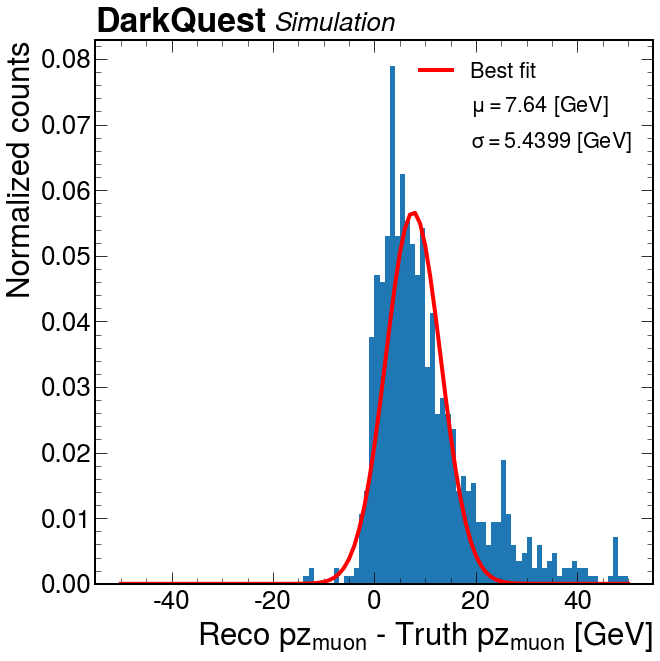 DarkQuest Simulation
Normalized counts
0.08
0.07
0.06
0.05
0.04
0.03
0.02
0.01
0.00
Best fit
μ = 7.64 [GeV]
σ = 5.4399 [GeV]
-40 -20 0 20 40
Reco pz_muon - Truth pz_muon [GeV]